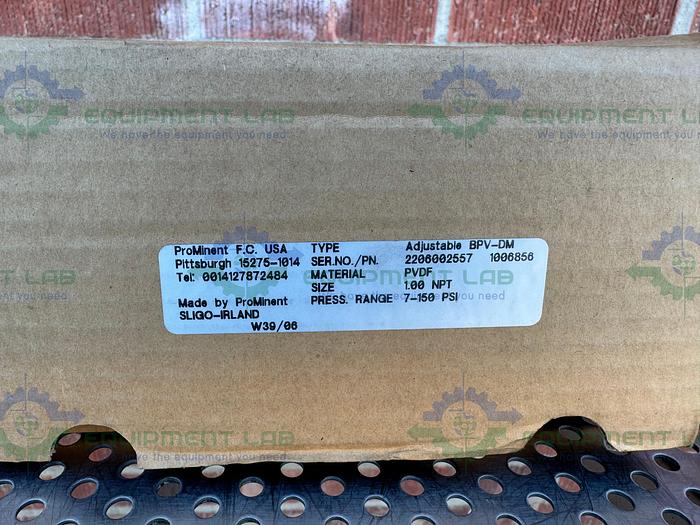 EQUIPMENT LAB
We have the equipment you need
EQUIPMENT LAB
We have the equipment you need
ProMinent F.C. USA TYPE Adjustable BPV-DM
Pittsburgh 15275-1014 SER.NO./PN. 2206002557 1006856
Tel: 0014127872484 MATERIAL PVDF
SIZE 1.00 NPT
Made by ProMinent PRESS. RANGE 7-150 PSI
SLIGO-IRLAND
W39/06
EQUIPMENT LAB
We have the equipment you need
EQUIPMENT LAB
We have the equipment you need